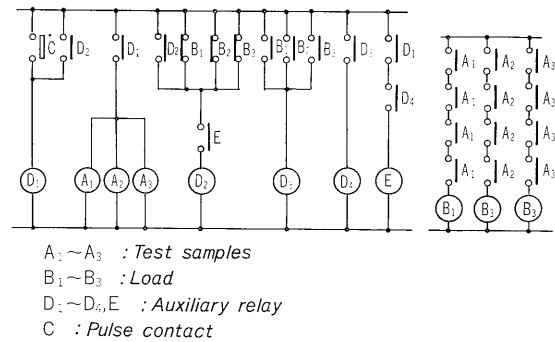 C D₂ D₁ D₂ B₁ B₂ B₃ B₁ B₂ B₃ D₃ D₁
A₁ A₂ A₃
D₄
A₁ A₂ A₃
E
A₁ A₂ A₃
A₁ A₂ A₃
D₁ A₁ A₂ A₃ D₂ D₃ D₄ E
B₁ B₃ B₃
A₁~A₃ : Test samples
B₁~B₃ : Load
D₁~D₄,E : Auxiliary relay
C : Pulse contact